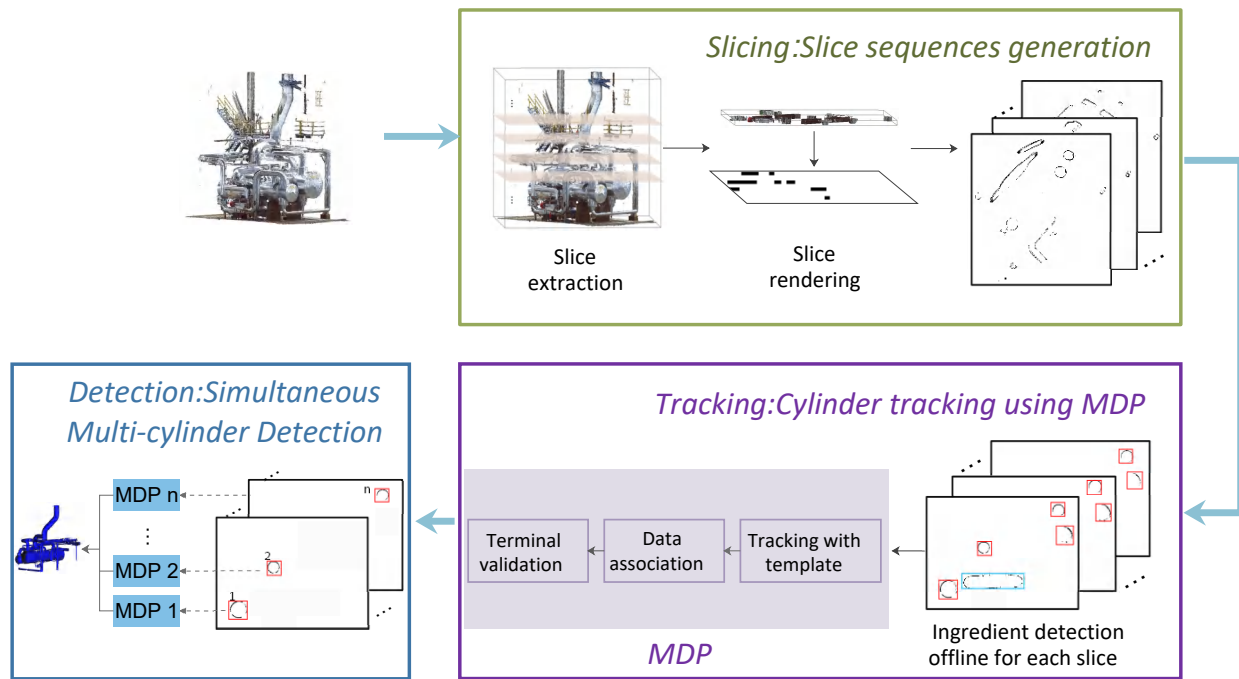 Slicing:Slice sequences generation
Slice
extraction
Slice
rendering
Tracking:Cylinder tracking using MDP
Ingredient detection
offline for each slice
Tracking with
template
Data
association
Terminal
validation
MDP
Detection:Simultaneous
Multi-cylinder Detection
n
2
1
MDP n
MDP 2
MDP 1